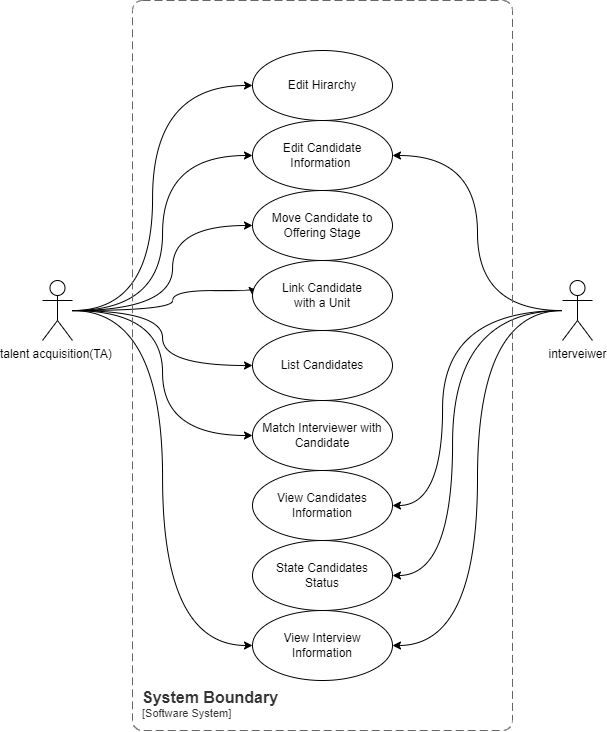 Edit Hirarchy
Edit Candidate
Information
Move Candidate to
Offering Stage
Link Candidate
with a Unit
talent acquisition(TA)
interveiwer
List Candidates
Match Interviewer with
Candidate
View Candidates
Information
State Candidates
Status
View Interview
Information
System Boundary
[Software System]